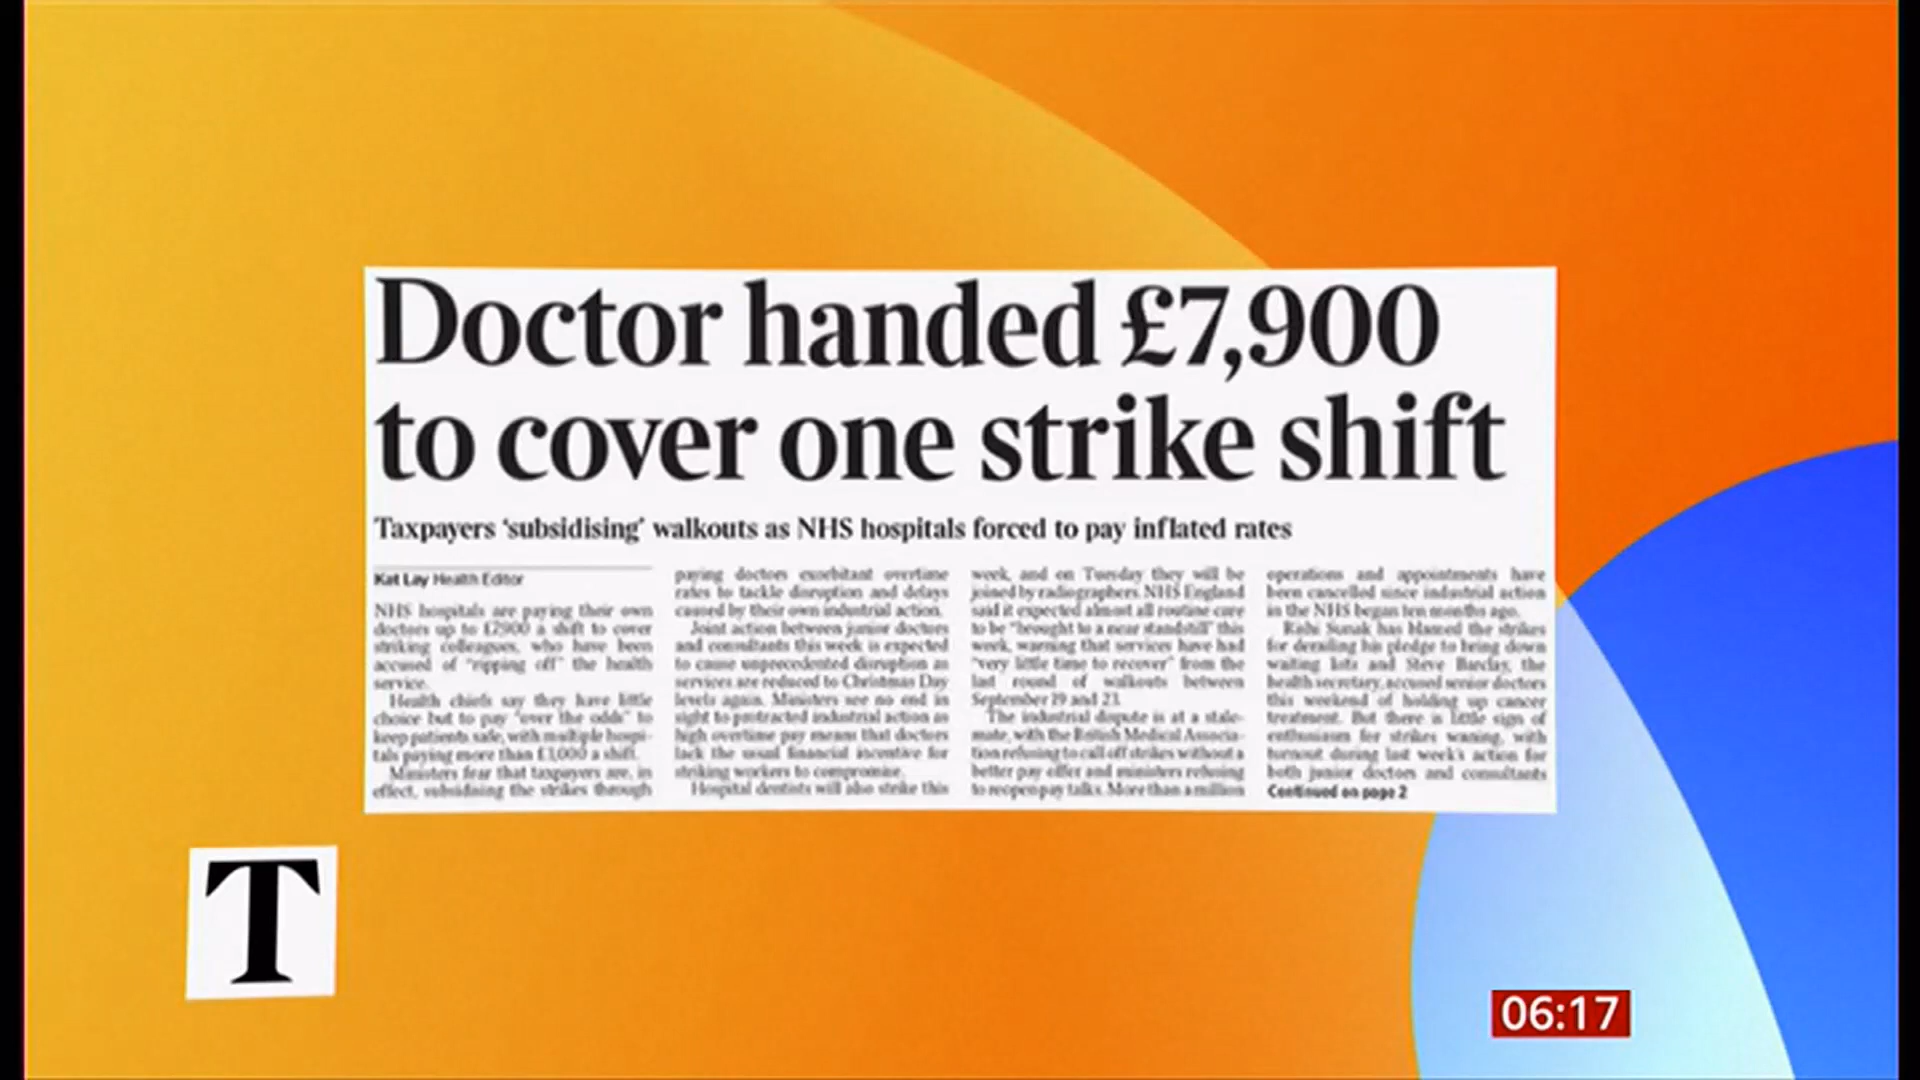 Doctor handed £7,900
to cover one strike shift
Taxpayers 'subsidising' walkouts as NHS hospitals forced to pay inflated rates
Kat Lay Health Editor
NHS hospitals are paying their own
doctors up to £7,900 a shift to cover
striking colleagues, who have been
accused of "ripping off" the health
service.
Health chiefs say they have little
choice but to pay "over the odds" to
keep patients safe, with multiple hospi-
tals paying more than £3,000 a shift.
Ministers fear that taxpayers are, in
effect, subsidising the strikes through
paying doctors exorbitant overtime
rates to tackle disruption and delays
caused by their own industrial action.
Joint action between junior doctors
and consultants this week is expected
to cause unprecedented disruption as
services are reduced to Christmas Day
levels again. Ministers see no end in
sight to protracted industrial action as
high overtime pay means that doctors
lack the usual financial incentive for
striking workers to compromise.
Hospital dentists will also strike this
week, and on Tuesday they will be
joined by radiographers. NHS England
said it expected almost all routine care
to be "brought to a near standstill" this
week, warning that services have had
"very little time to recover" from the
last round of walkouts between
September 19 and 23.
The industrial dispute is at a stale-
mate, with the British Medical Associa-
tion refusing to call off strikes without a
better pay offer and ministers refusing
to reopen pay talks. More than a million
operations and appointments have
been cancelled since industrial action
in the NHS began ten months ago.
Rishi Sunak has blamed the strikes
for derailing his pledge to bring down
waiting lists and Steve Barclay, the
health secretary, accused senior doctors
this weekend of holding up cancer
treatment. But there is little sign of
enthusiasm for strikes waning, with
turnout during last week's action for
both junior doctors and consultants
Continued on page 2
T
06:17